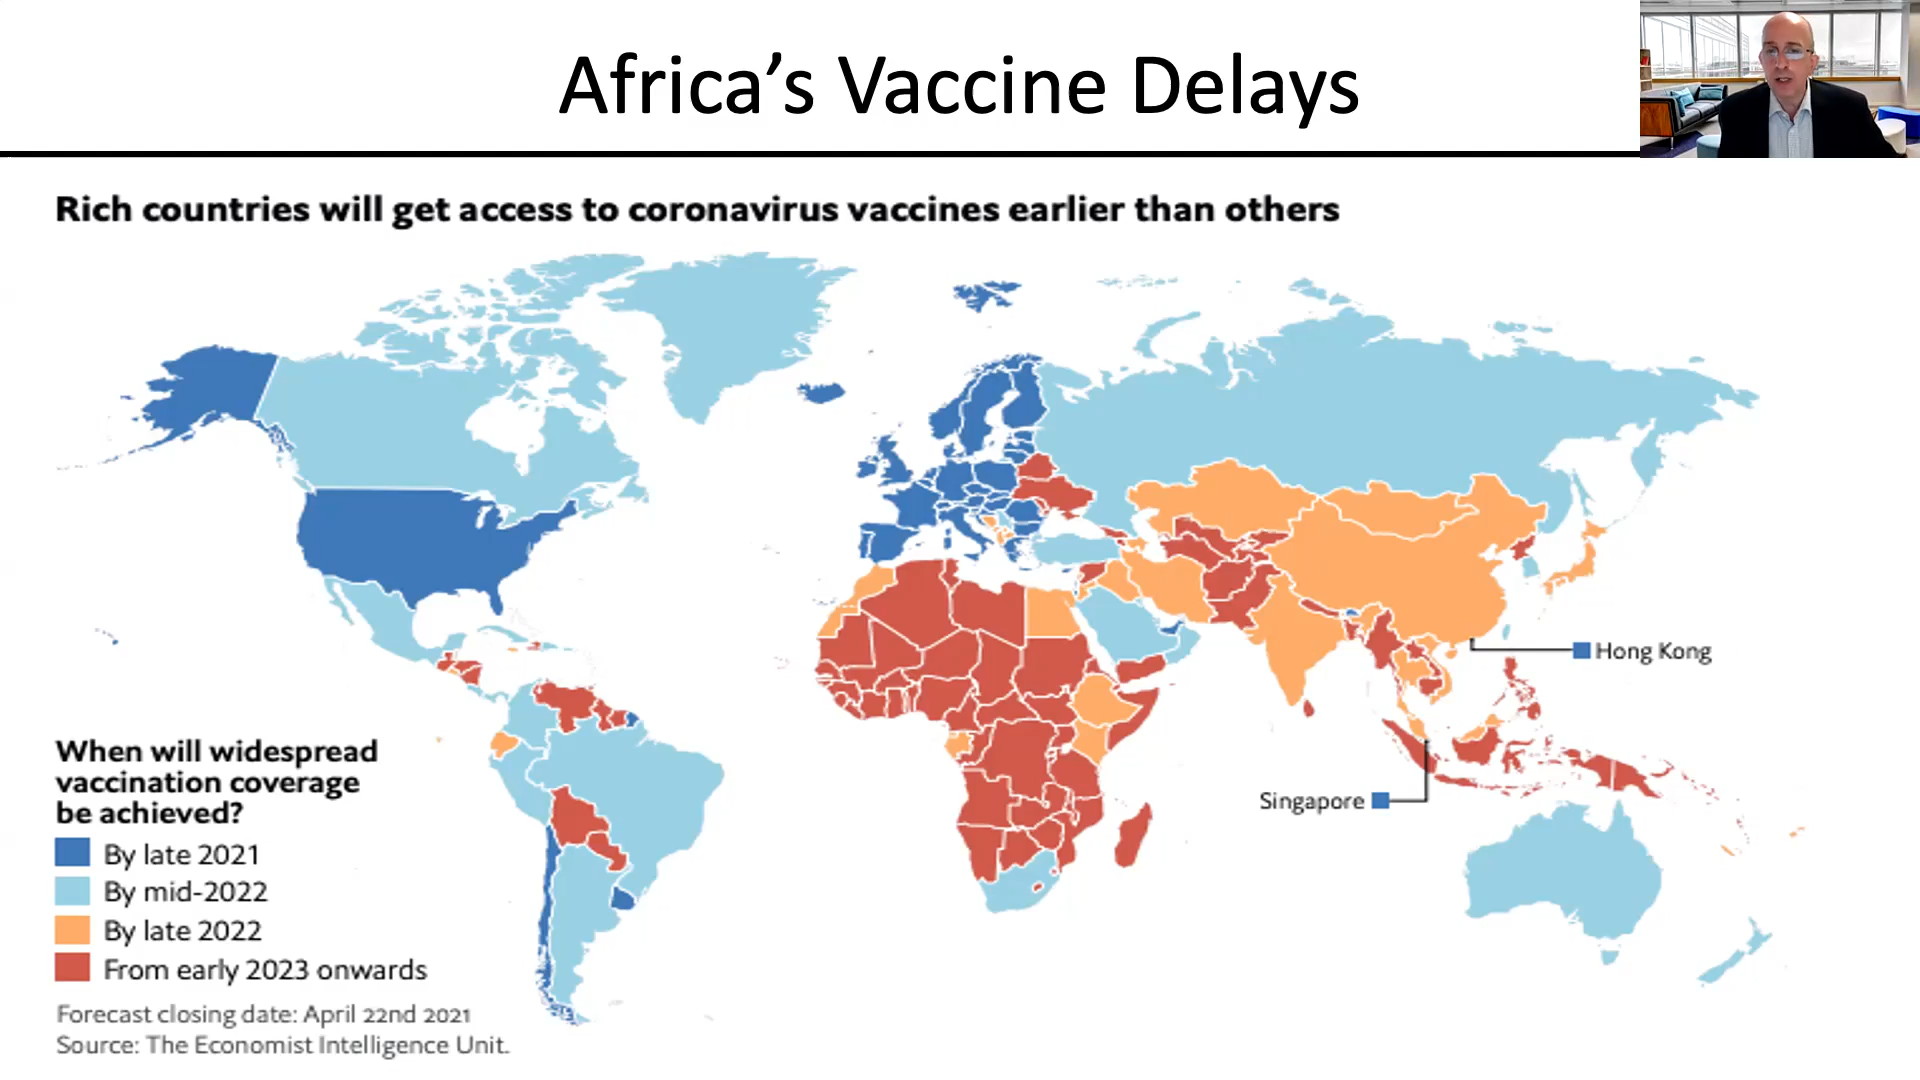 Africa’s Vaccine Delays
Rich countries will get access to coronavirus vaccines earlier than others
Hong Kong
Singapore
When will widespread
vaccination coverage
be achieved?
By late 2021
By mid-2022
By late 2022
From early 2023 onwards
Forecast closing date: April 22nd 2021
Source: The Economist Intelligence Unit.